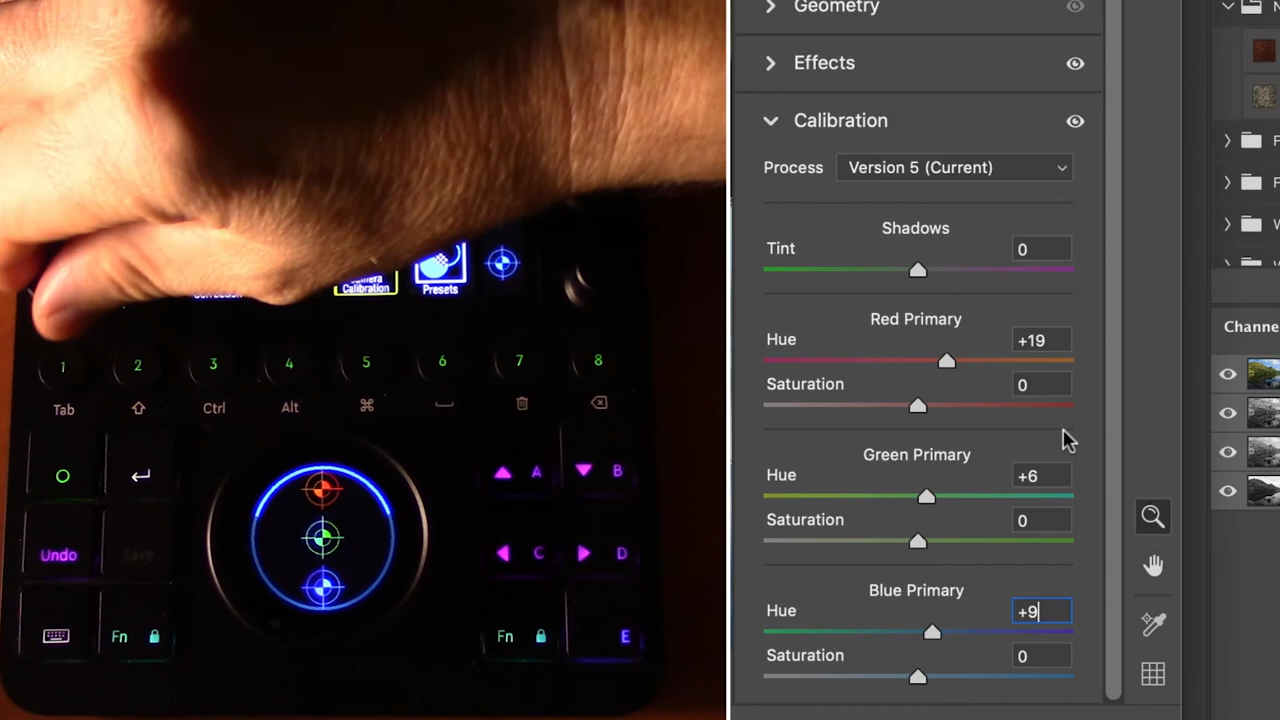 Calibration
Presets
1 2 3 4 5 6 7 8
Tab Ctrl Alt ⌘
A B
Undo Save C D
Fn Fn E
Geometry
Effects
Calibration
Process Version 5 (Current)
Shadows
Tint 0
Red Primary
Hue +19
Saturation 0
Green Primary
Hue +6
Saturation 0
Blue Primary
Hue +9
Saturation 0
Channe